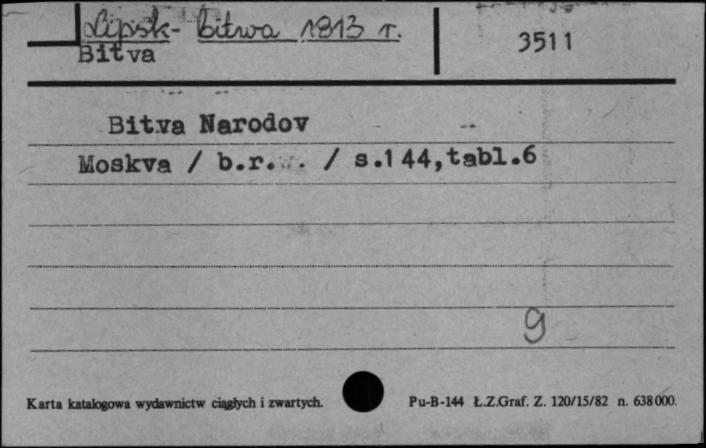 Lipsk - bitwa 1813 r.
Bitva
3511
Bitva Narodov
Moskva / b.r. / s.144,tabl.6
9
Karta katalogowa wydawnictw ciągłych i zwartych.
Pu-B-144 Ł.Z.Graf. Z. 120/15/82 n. 638000.